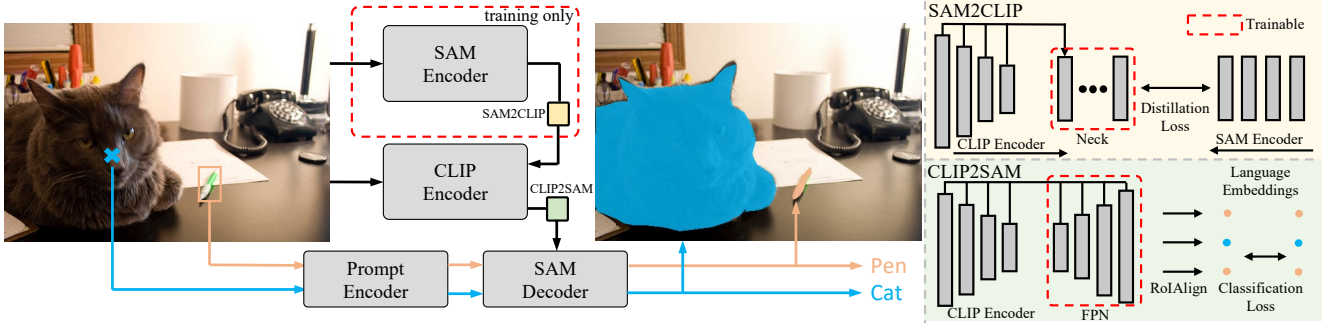 training only
SAM
Encoder
SAM2CLIP
CLIP
Encoder
CLIP2SAM
Prompt
Encoder
SAM
Decoder
Pen
Cat
SAM2CLIP
Trainable
CLIP Encoder
Neck
Distillation
Loss
SAM Encoder
CLIP2SAM
Language
Embeddings
CLIP Encoder
FPN
RoIAlign
Classification
Loss